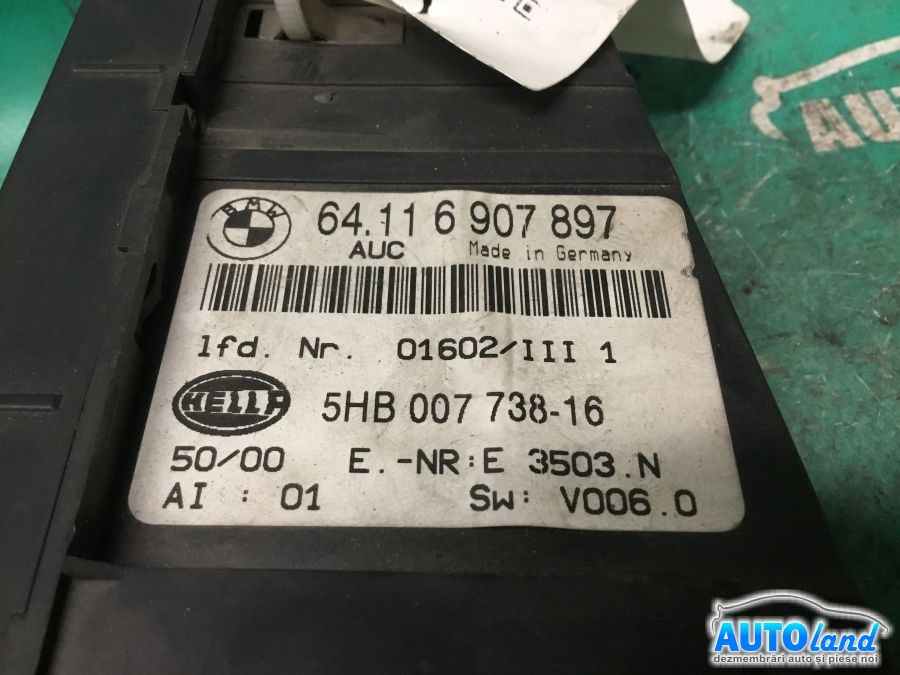 BMW
64.11 6 907 897
AUC Made in Germany
lfd. Nr. 01602/III 1
HELLA
5HB 007 738-16
50/00 E.-NR:E 3503.N
AI : 01 Sw: V006.0
AUT
AUTOland
dezmembrări auto și piese noi